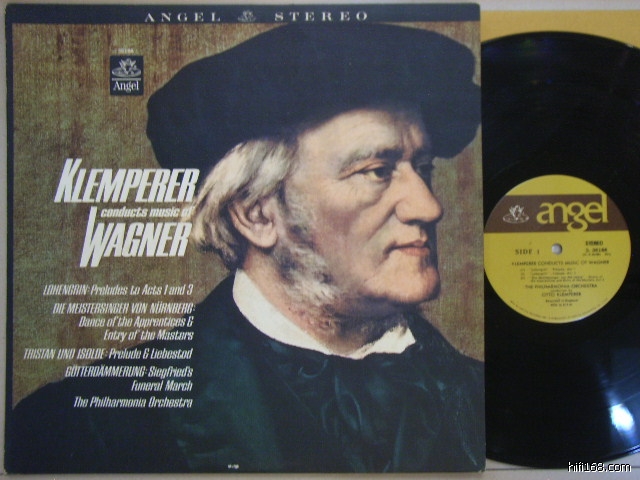 ANGEL STEREO
Angel
KLEMPERER
conducts music of
WAGNER
LOHENGRIN: Preludes to Acts 1 and 3
DIE MEISTERSINGER VON NÜRNBERG:
Dance of the Apprentices &
Entry of the Masters
TRISTAN UND ISOLDE: Prelude & Liebestod
GÖTTERDÄMMERUNG: Siegfried's
Funeral March
The Philharmonia Orchestra
angel
SIDE 1
STEREO
KLEMPERER CONDUCTS MUSIC OF WAGNER
THE PHILHARMONIA ORCHESTRA
OTTO KLEMPERER
hifi168.com